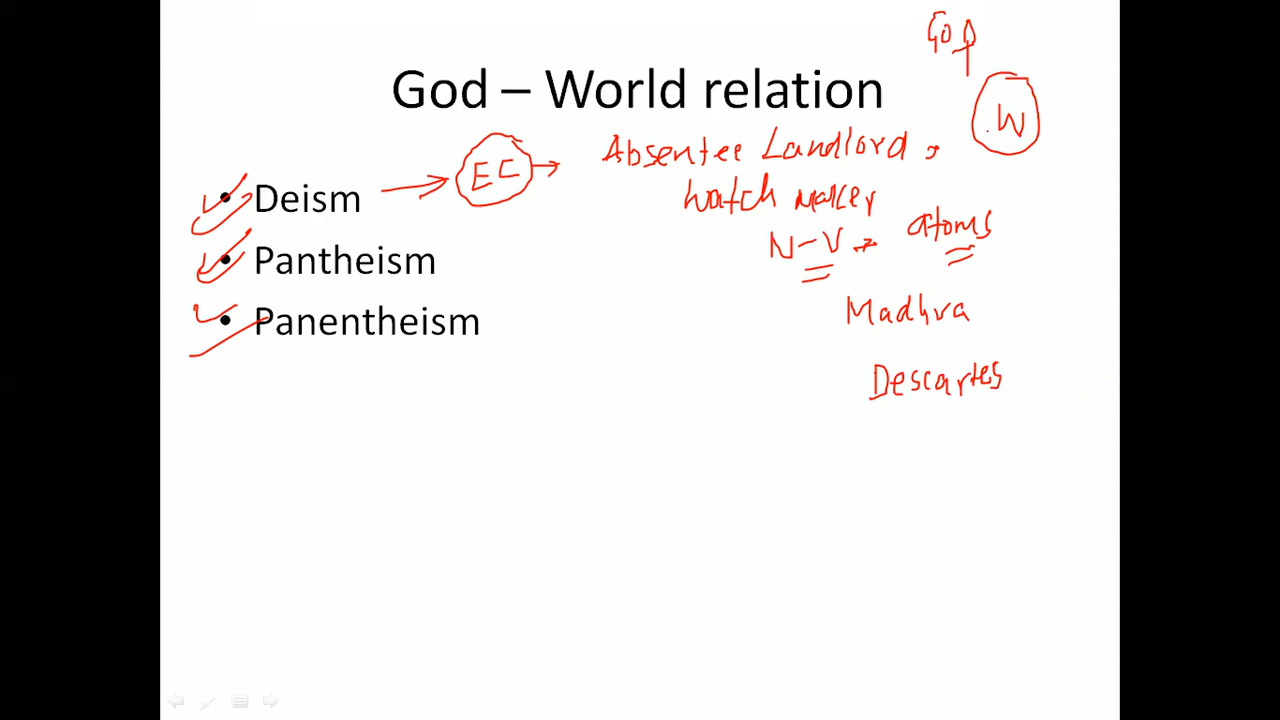 God
God – World relation
W
Absentee Landlord,
EC
• Deism
Watch maker
atoms
N-V
• Pantheism
Madhva
• Panentheism
Descartes